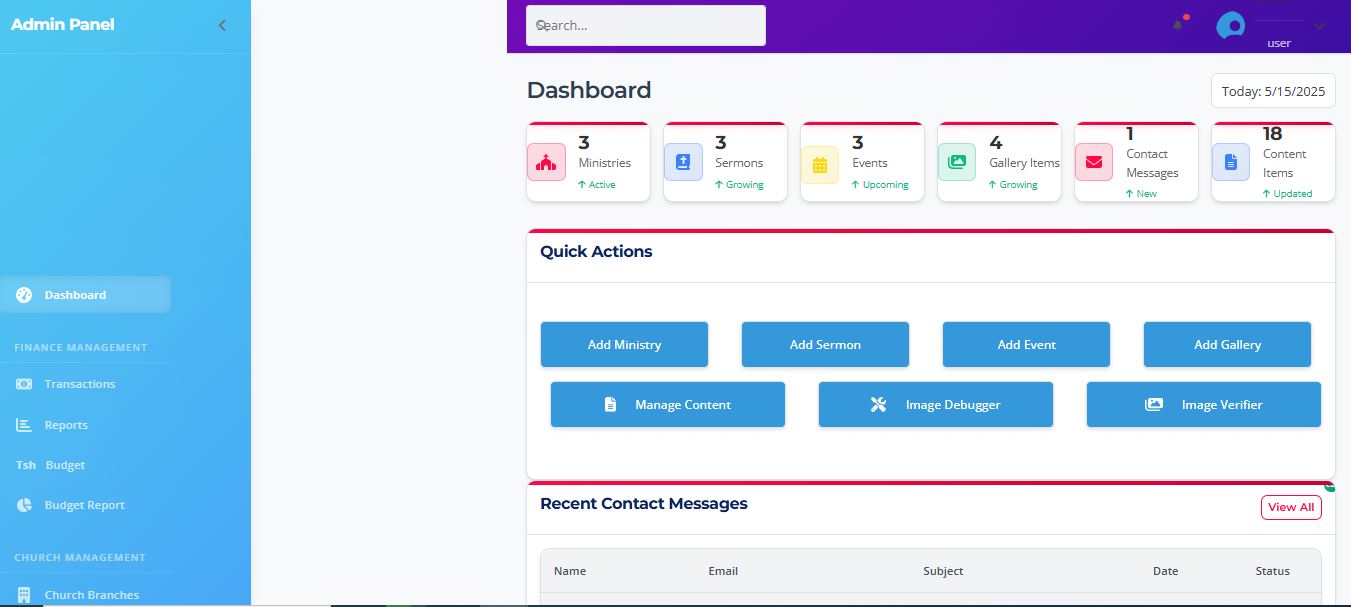 Admin Panel
Search...
user
Dashboard
Today: 5/15/2025
3
Ministries
Active
3
Sermons
Growing
3
Events
Upcoming
4
Gallery Items
Growing
1
Contact
Messages
New
18
Content
Items
Updated
Dashboard
FINANCE MANAGEMENT
Transactions
Reports
Tsh Budget
Budget Report
CHURCH MANAGEMENT
Church Branches
Quick Actions
Add Ministry
Add Sermon
Add Event
Add Gallery
Manage Content
Image Debugger
Image Verifier
Recent Contact Messages
View All
Name Email Subject Date Status